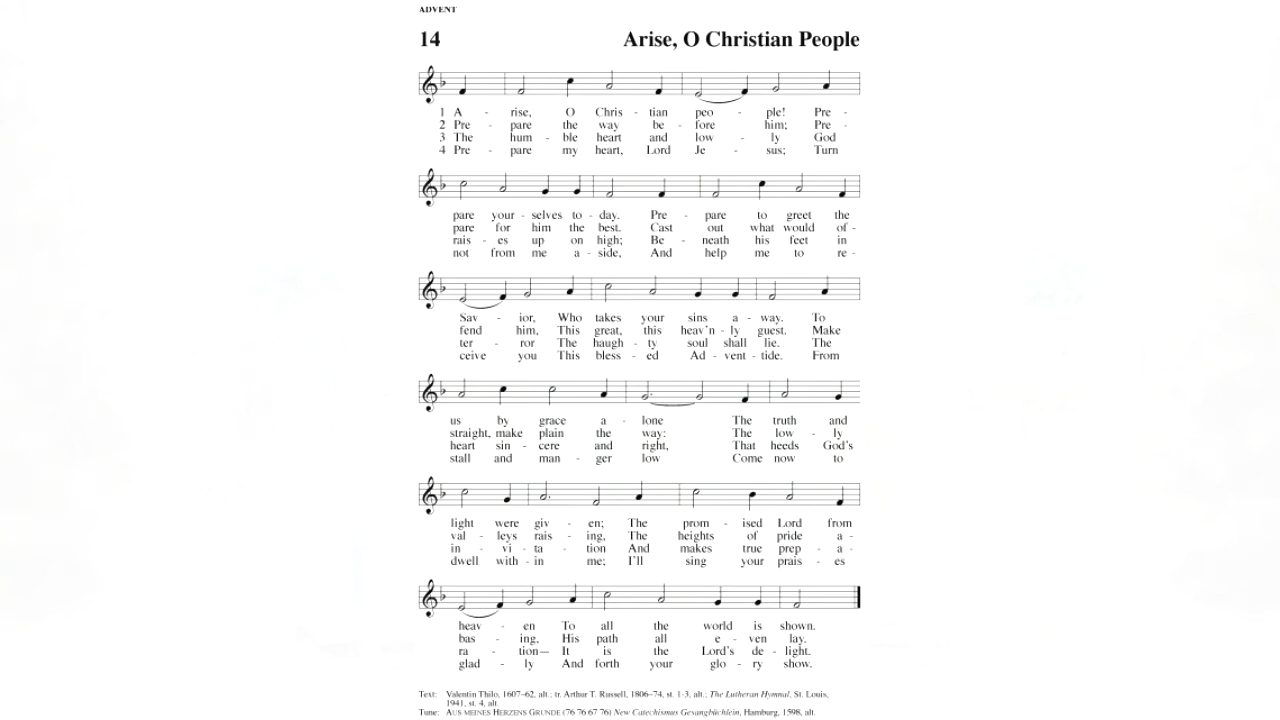 ADVENT
14 Arise, O Christian People
1 A - rise, O Chris - tian peo - ple! Pre -
2 Pre - pare the way be - fore him; Pre -
3 The hum - ble heart and low - ly God
4 Pre - pare my heart, Lord Je - sus; Turn
pare your - selves to - day. Pre - pare to greet the
pare for him the best. Cast out what would of -
rais - es up on high; Be - neath his feet in
not from me a - side, And help me to re -
Sav - ior, Who takes your sins a - way. To
fend him, This great, this heav'n - ly guest. Make
ter - ror The haugh - ty soul shall lie. The
ceive you This bless - ed Ad - vent - tide. From
us by grace a - lone The truth and
straight, make plain the way: The low - ly
heart sin - cere and right, That heeds God's
stall and man - ger low Come now to
light were giv - en; The prom - ised Lord from
val - leys rais - ing, The heights of pride a -
in - vi - ta - tion And makes true prep - a -
dwell with - in me; I'll sing your prais - es
heav - en To all the world is shown.
bas - ing, His path all e - ven lay.
ra - tion— It is the Lord's de - light.
glad - ly And forth your glo - ry show.
Text: Valentin Thilo, 1607–62, alt.; tr. Arthur T. Russell, 1806–74, st. 1-3, alt.; The Lutheran Hymnal, St. Louis,
1941, st. 4, alt.
Tune: AUS MEINES HERZENS GRUNDE (76 76 67 76) New Catechismus Gesangbüchlein, Hamburg, 1598, alt.